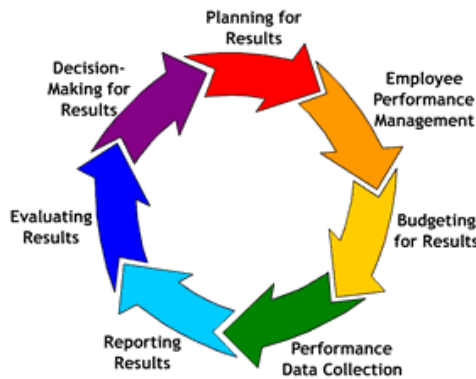 Planning for
Results
Employee
Performance
Management
Budgeting
for Results
Performance
Data Collection
Reporting
Results
Evaluating
Results
Decision-
Making for
Results